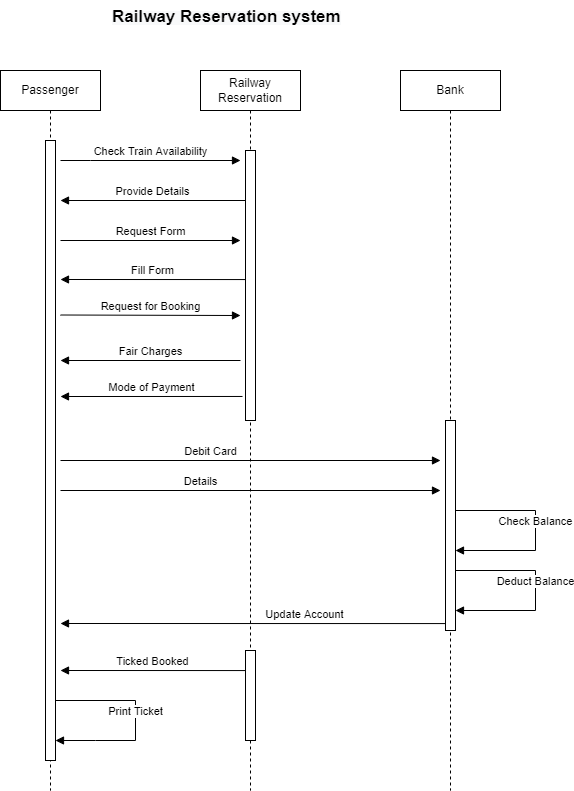 Railway Reservation system
Passenger
Railway
Reservation
Bank
Check Train Availability
Provide Details
Request Form
Fill Form
Request for Booking
Fair Charges
Mode of Payment
Debit Card
Details
Check Balance
Deduct Balance
Update Account
Ticked Booked
Print Ticket